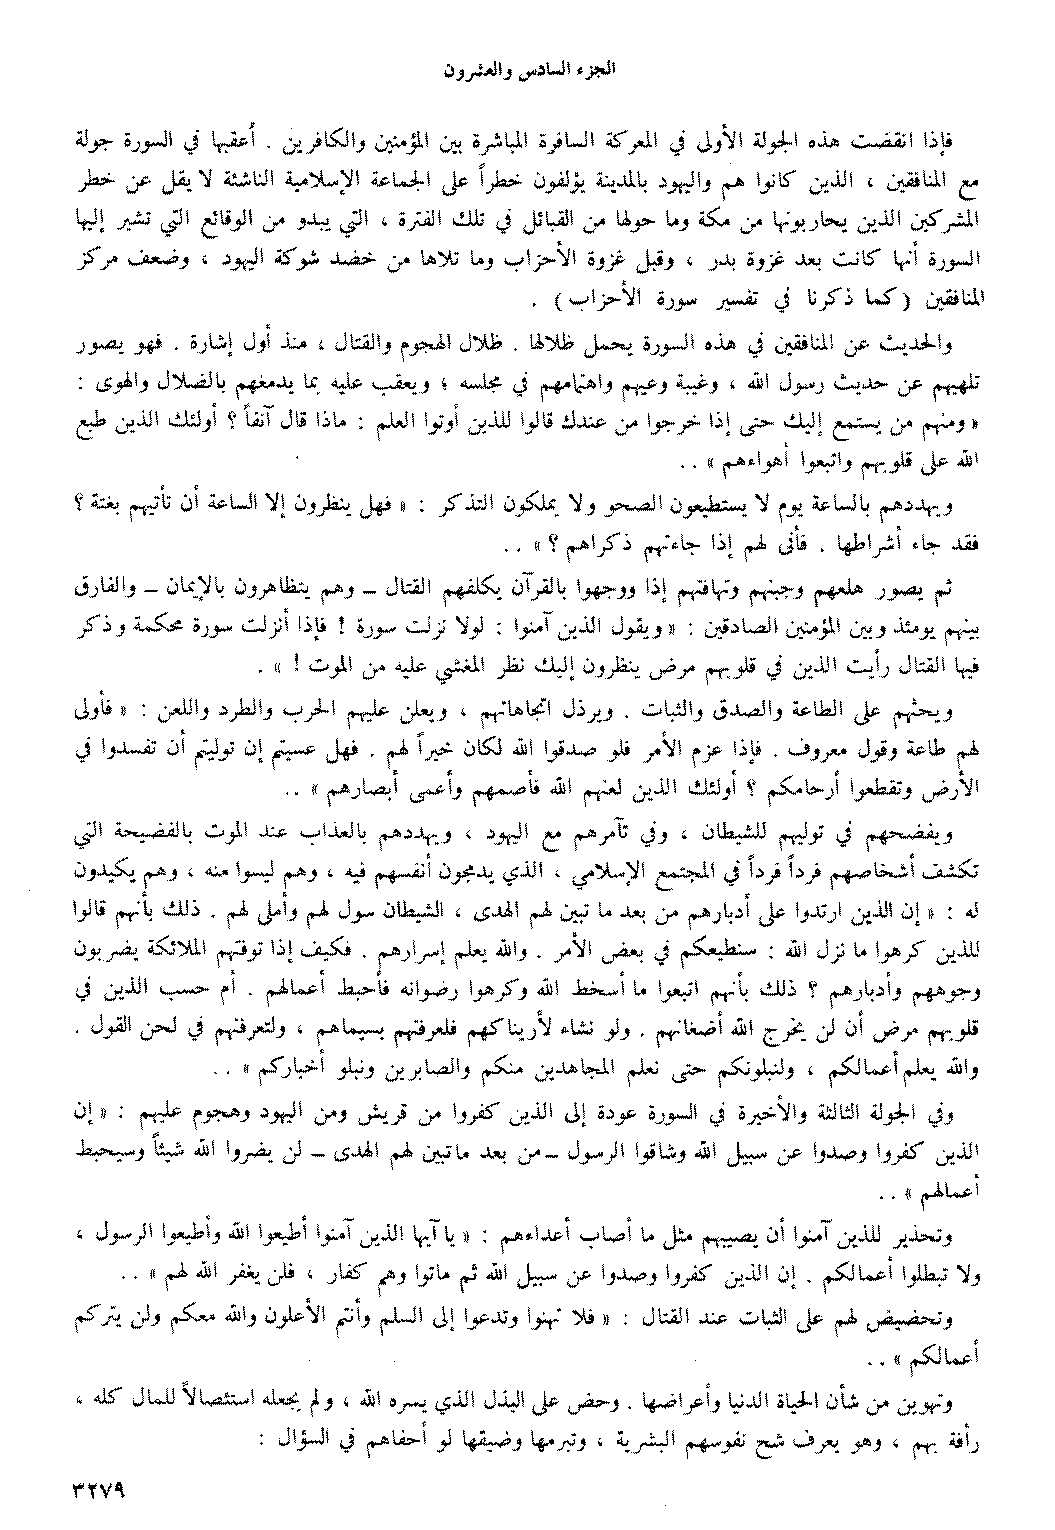 الجزء السادس والعشرون
فإذا انقضت هذه الجولة الأولى في المعركة السافرة المباشرة بين المؤمنين والكافرين . أعقبها في السورة جولة
مع المنافقين ، الذين كانوا هم واليهود بالمدينة يؤلفون خطراً على الجماعة الإسلامية الناشئة لا يقل عن خطر
المشركين الذين يحاربونها من مكة وما حولها من القبائل في تلك الفترة ، التي يبدو من الوقائع التي تشير إليها
السورة أنها كانت بعد غزوة بدر ، وقبل غزوة الأحزاب وما تلاها من خضد شوكة اليهود ، وضعف مركز
المنافقين (كما ذكرنا في تفسير سورة الأحزاب) .
والحديث عن المنافقين في هذه السورة يحمل ظلالها . ظلال الهجوم والقتال ، منذ أول إشارة . فهو يصور
تلهيهم عن حديث رسول الله ، وغيبة وعيهم واهتمامهم في مجلسه ؛ ويعقب عليه بما يدمغهم بالضلال والهوى :
« ومنهم من يستمع إليك حتى إذا خرجوا من عندك قالوا للذين أوتوا العلم : ماذا قال آنفاً ؟ أولئك الذين طبع
الله على قلوبهم واتبعوا أهواءهم » ..
ويهددهم بالساعة يوم لا يستطيعون الصحو ولا يملكون التذكر : « فهل ينظرون إلا الساعة أن تأتيهم بغتة ؟
فقد جاء أشراطها . فأنى لهم إذا جاءتهم ذكراهم ؟ » ..
ثم يصور هلعهم وجبنهم وتهافتهم إذا ووجهوا بالقرآن يكلفهم القتال – وهم يتظاهرون بالإيمان – والفارق
بينهم يومئذ وبين المؤمنين الصادقين : « ويقول الذين آمنوا : لولا نزلت سورة ! فإذا أنزلت سورة محكمة وذكر
فيها القتال رأيت الذين في قلوبهم مرض ينظرون إليك نظر المغشي عليه من الموت ! » .
ويحثهم على الطاعة والصدق والثبات . ويرذل اتجاهاتهم ، ويعلن عليهم الحرب والطرد واللعن : « فأولى
لهم طاعة وقول معروف . فإذا عزم الأمر فلو صدقوا الله لكان خيراً لهم . فهل عسيتم إن توليتم أن تفسدوا في
الأرض وتقطعوا أرحامكم ؟ أولئك الذين لعنهم الله فأصمهم وأعمى أبصارهم » ..
ويفضحهم في توليهم للشيطان ، وفي تآمرهم مع اليهود ، ويهددهم بالعذاب عند الموت بالفضيحة التي
تكشف أشخاصهم فرداً فرداً في المجتمع الإسلامي ، الذي يدمجون أنفسهم فيه ، وهم ليسوا منه ، وهم يكيدون
له : « إن الذين ارتدوا على أدبارهم من بعد ما تبين لهم الهدى ، الشيطان سول لهم وأملى لهم . ذلك بأنهم قالوا
للذين كرهوا ما نزل الله : سنطيعكم في بعض الأمر . والله يعلم إسرارهم . فكيف إذا توفتهم الملائكة يضربون
وجوههم وأدبارهم ؟ ذلك بأنهم اتبعوا ما أسخط الله وكرهوا رضوانه فأحبط أعمالهم . أم حسب الذين في
قلوبهم مرض أن لن يخرج الله أضغانهم . ولو نشاء لأريناكهم فلعرفتهم بسيماهم ، ولتعرفنهم في لحن القول .
والله يعلم أعمالكم ، ولنبلونكم حتى نعلم المجاهدين منكم والصابرين ونبلو أخباركم » ..
وفي الجولة الثالثة والأخيرة في السورة عودة إلى الذين كفروا من قريش ومن اليهود وهجوم عليهم : « إن
الذين كفروا وصدوا عن سبيل الله وشاقوا الرسول – من بعد ما تبين لهم الهدى – لن يضروا الله شيئاً وسيحبط
أعمالهم » ..
وتحذير للذين آمنوا أن يصيبهم مثل ما أصاب أعداءهم : « يا أيها الذين آمنوا أطيعوا الله وأطيعوا الرسول ،
ولا تبطلوا أعمالكم . إن الذين كفروا وصدوا عن سبيل الله ثم ماتوا وهم كفار ، فلن يغفر الله لهم » ..
وتحضيض لهم على الثبات عند القتال : « فلا تهنوا وتدعوا إلى السلم وأنتم الأعلون والله معكم ولن يتركم
أعمالكم » ..
وتهوين من شأن الحياة الدنيا وأعراضها . وحض على البذل الذي يسره الله ، ولم يجعله استئصالاً للمال كله ،
رأفة بهم ، وهو يعرف شح نفوسهم البشرية ، وتبرمها وضيقها لو أحفاهم في السؤال :
٣٢٧٩